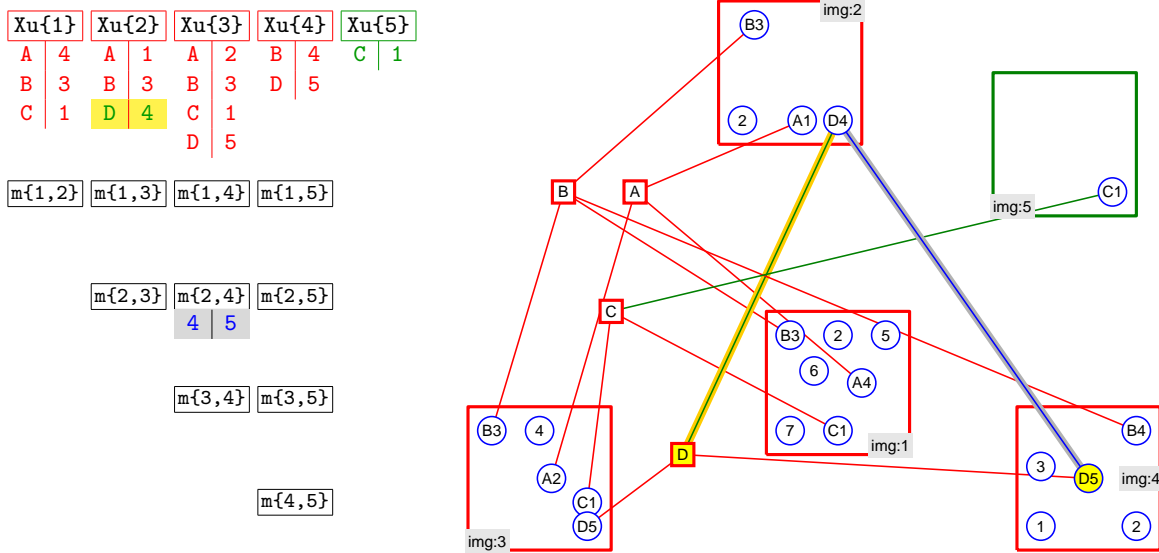 Xu{1} Xu{2} Xu{3} Xu{4} Xu{5}
A 4 A 1 A 2 B 4 C 1
B 3 B 3 B 3 D 5
C 1 D 4 C 1
D 5
m{1,2} m{1,3} m{1,4} m{1,5}
m{2,3} m{2,4} m{2,5}
4 5
m{3,4} m{3,5}
m{4,5}
img:2
B3
2 A1 D4
img:5
C1
B A
C
D
B3 2 5
6 A4
7 C1
img:1
B3 4
A2
C1
D5
img:3
B4
3 D5
img:4
1 2